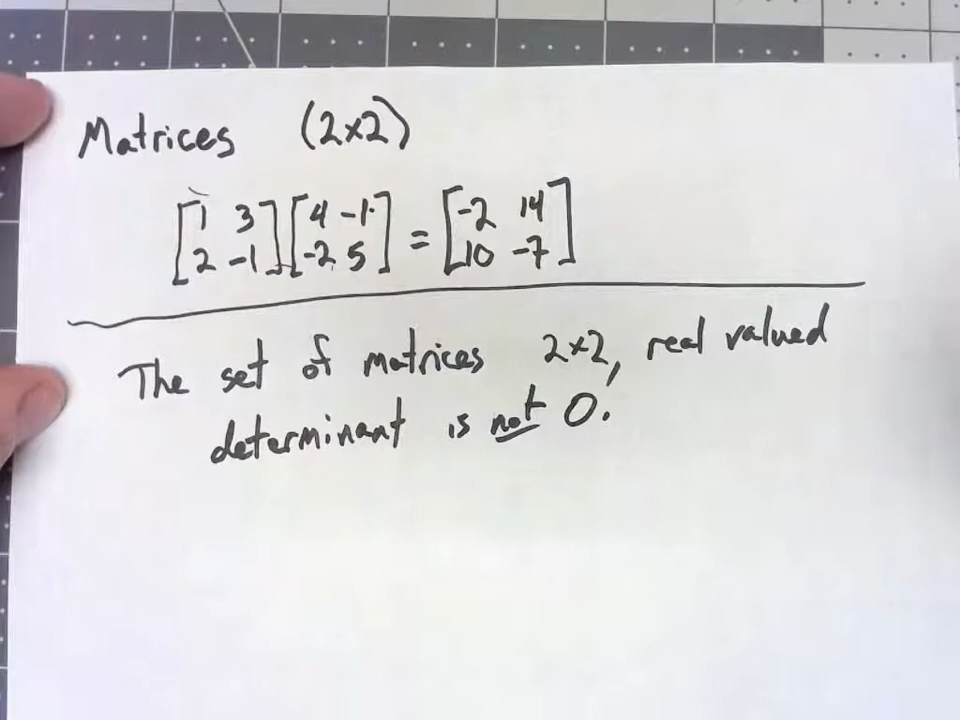 Matrices (2×2)
[1 3] [4 -1] = [-2 14]
[2 -1] [-2 5] [10 -7]
The set of matrices 2×2, real valued
determinant is not 0.